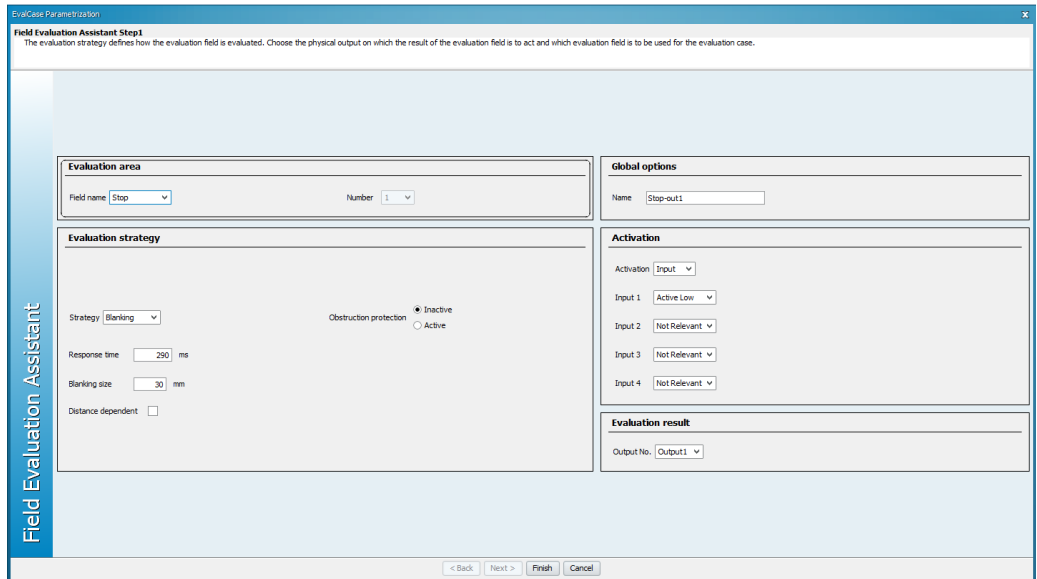 EvalCase Parametrization
Field Evaluation Assistant Step1
The evaluation strategy defines how the evaluation field is evaluated. Choose the physical output on which the result of the evaluation field is to act and which evaluation field is to be used for the evaluation case.
Evaluation area
Field name Stop
Number 1
Global options
Name Stop-out1
Evaluation strategy
Strategy Blanking
Obstruction protection
Inactive
Active
Response time 290 ms
Blanking size 30 mm
Distance dependent
Activation
Activation Input
Input 1 Active Low
Input 2 Not Relevant
Input 3 Not Relevant
Input 4 Not Relevant
Evaluation result
Output No. Output1
Field Evaluation Assistant
< Back Next > Finish Cancel